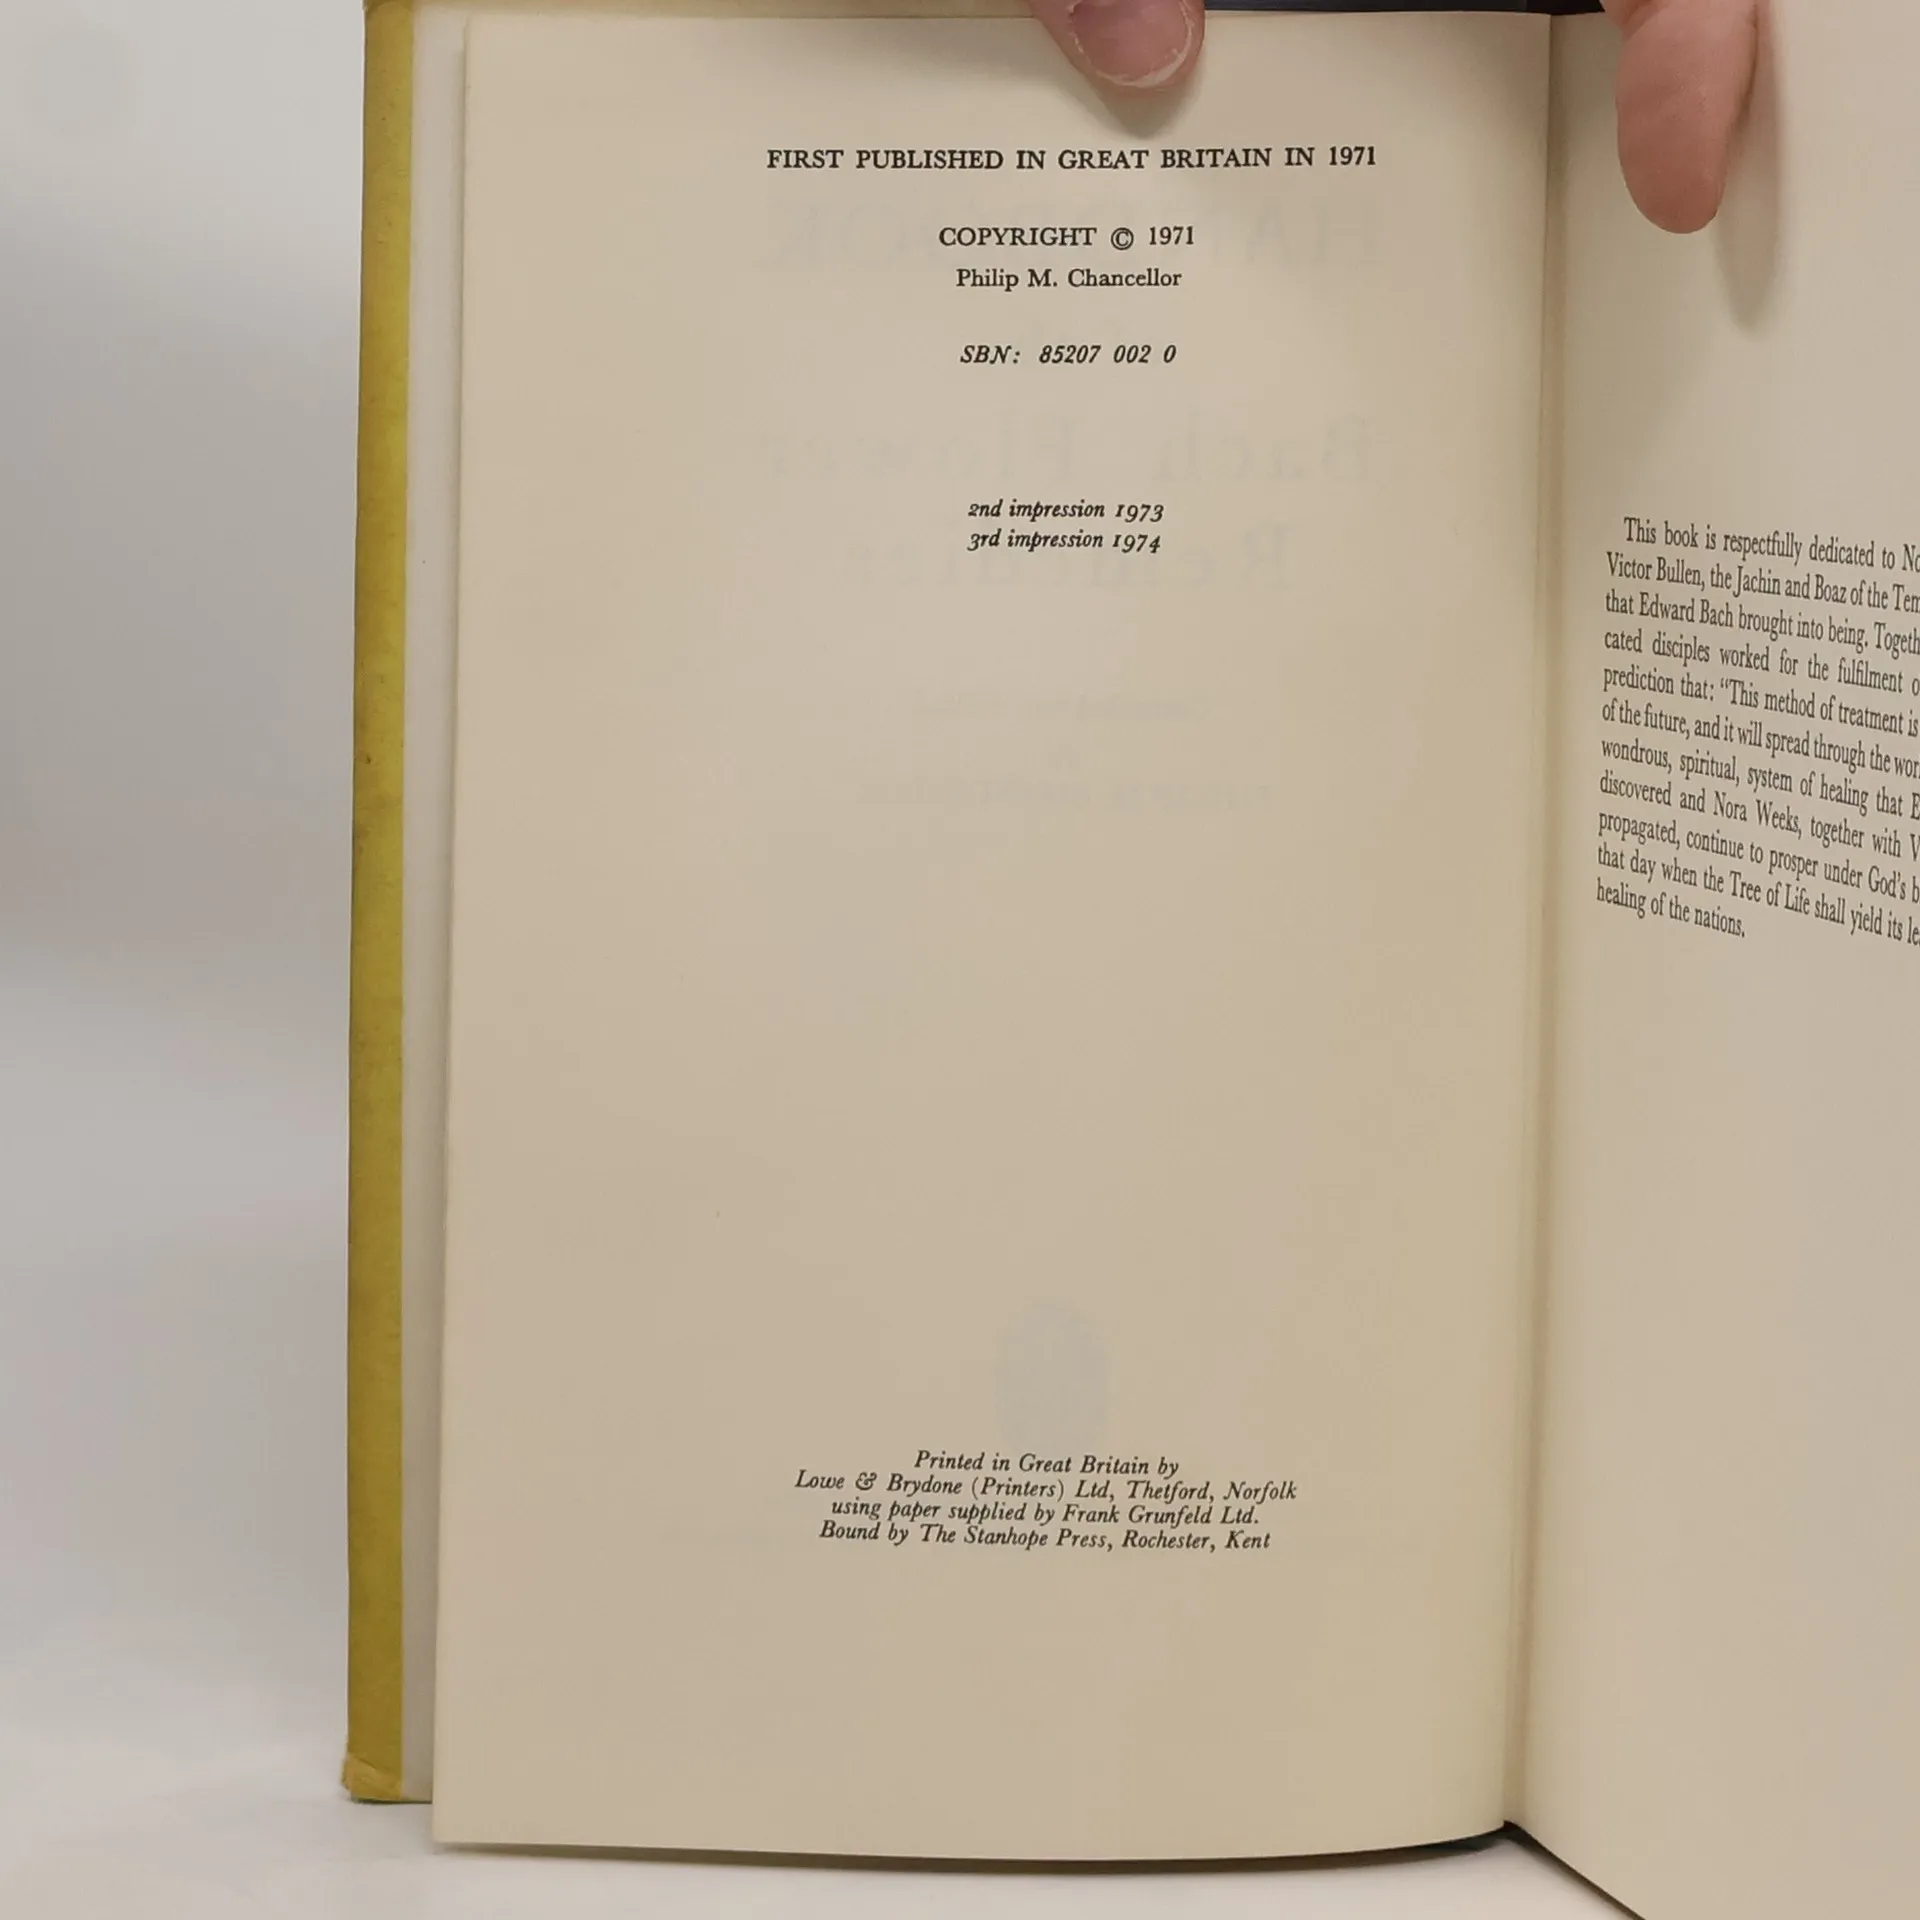 FIRST PUBLISHED IN GREAT BRITAIN IN 1971
COPYRIGHT © 1971
Philip M. Chancellor
SBN: 85207 002 0
2nd impression 1973
3rd impression 1974
Printed in Great Britain by
Lowe & Brydone (Printers) Ltd, Thetford, Norfolk
using paper supplied by Frank Grunfeld Ltd.
Bound by The Stanhope Press, Rochester, Kent
This book is respectfully dedicated to
Victor Bullen, the Jachin and Boaz of the
that Edward Bach brought into being.
cated disciples worked for the fulfilment
prediction that: “This method of treatment is
of the future, and it will spread through the
wondrous, spiritual, system of healing that
discovered and Nora Weeks, together with
propagated, continue to prosper under God's
that day when the Tree of Life shall yield its
healing of the nations.